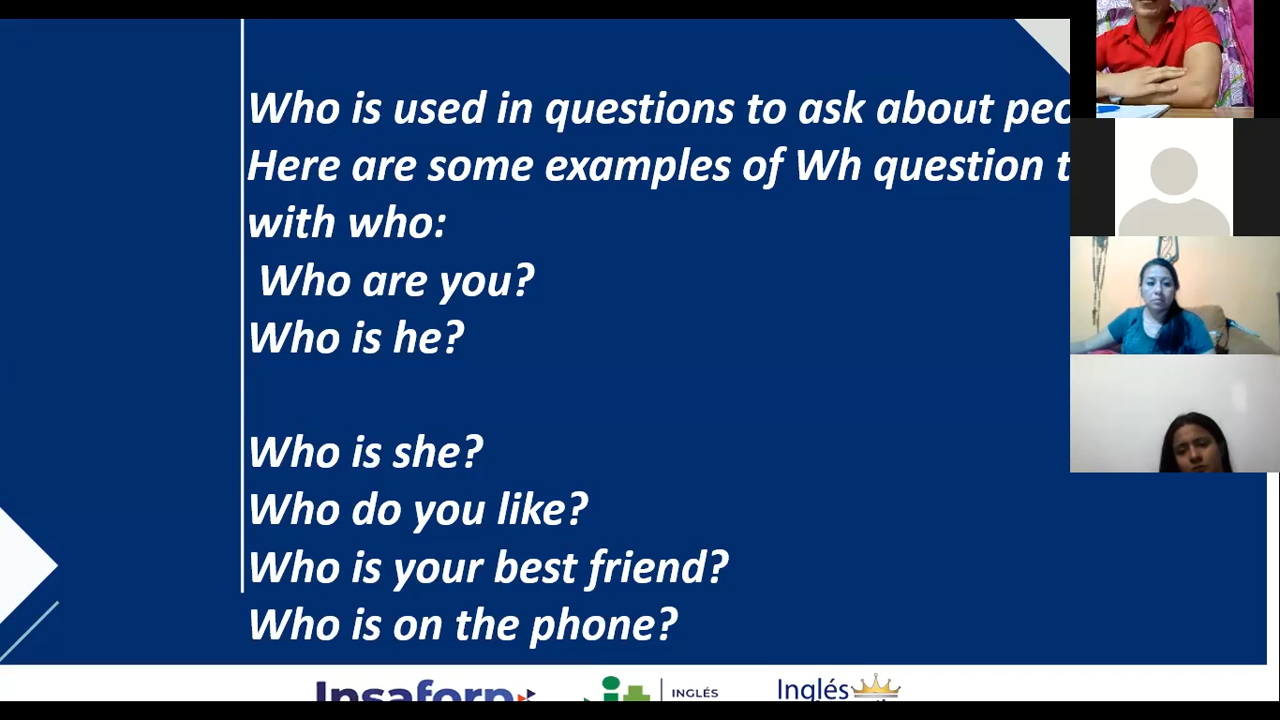 Who is used in questions to ask about
Here are some examples of Wh question
with who:
Who are you?
Who is he?
Who is she?
Who do you like?
Who is your best friend?
Who is on the phone?
Insaforp
INGLÉS
Inglés